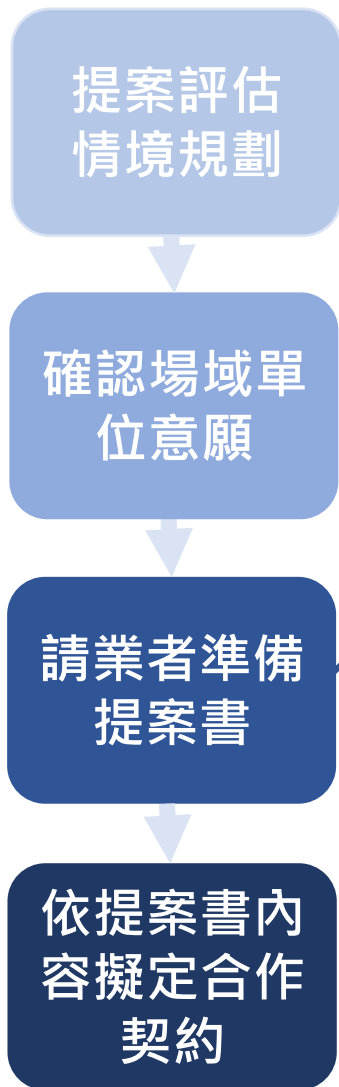 提案評估
情境規劃
確認場域單
位意願
請業者準備
提案書
依提案書內
容擬定合作
契約